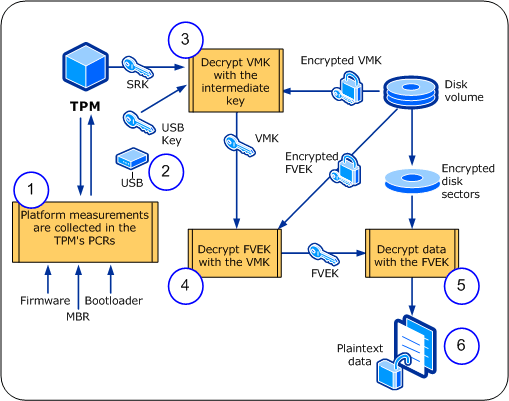 3
Decrypt VMK
with the
intermediate
key
Encrypted VMK
SRK
TPM
Disk
volume
USB
Key
VMK
Encrypted
FVEK
2
USB
Encrypted
disk
sectors
1
Platform measurements
are collected in the
TPM's PCRs
Decrypt FVEK
with the VMK
4
FVEK
Decrypt data
with the FVEK
5
Firmware
Bootloader
MBR
Plaintext
data
6